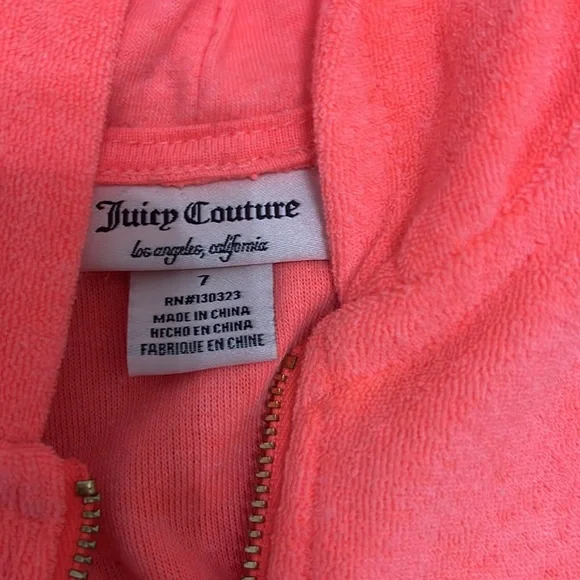 Juicy Couture
los angeles, california
7
RN#130323
MADE IN CHINA
HECHO EN CHINA
FABRIQUE EN CHINE